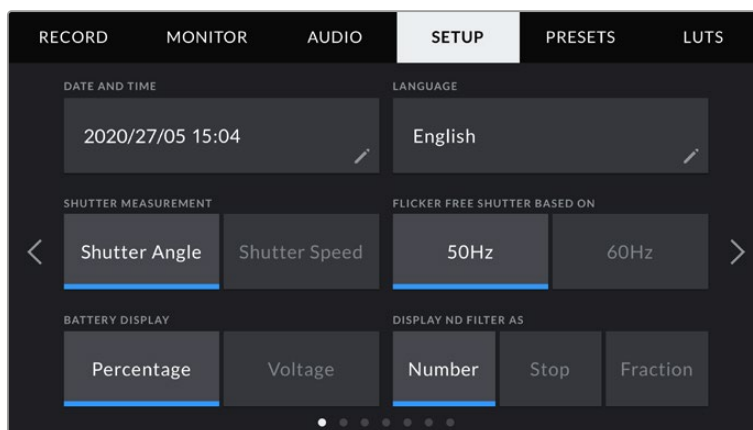 RECORD MONITOR AUDIO SETUP PRESETS LUTS
DATE AND TIME LANGUAGE
2020/27/05 15:04 English
SHUTTER MEASUREMENT FLICKER FREE SHUTTER BASED ON
Shutter Angle Shutter Speed 50Hz 60Hz
BATTERY DISPLAY DISPLAY ND FILTER AS
Percentage Voltage Number Stop Fraction